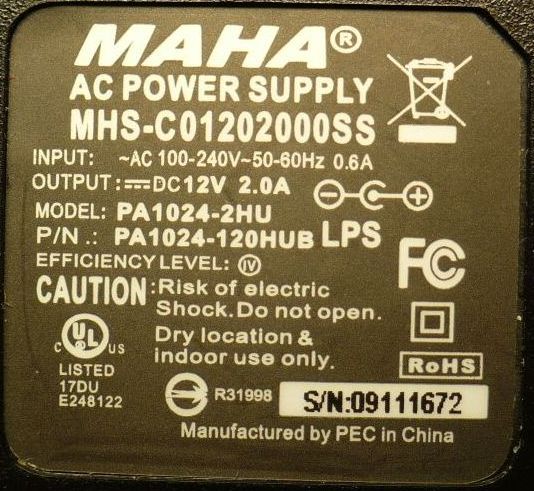 MAHA®
AC POWER SUPPLY
MHS-C01202000SS
INPUT: ~AC 100-240V~50-60Hz 0.6A
OUTPUT:⎓DC12V 2.0A
MODEL: PA1024-2HU
P/N.: PA1024-120HUB LPS
EFFICIENCY LEVEL: IV
FC
CAUTION:Risk of electric
Shock.Do not open.
Dry location &
indoor use only.
c UL® US
LISTED
17DU
E248122
RoHS
R31998
S/N:09111672
Manufactured by PEC in China